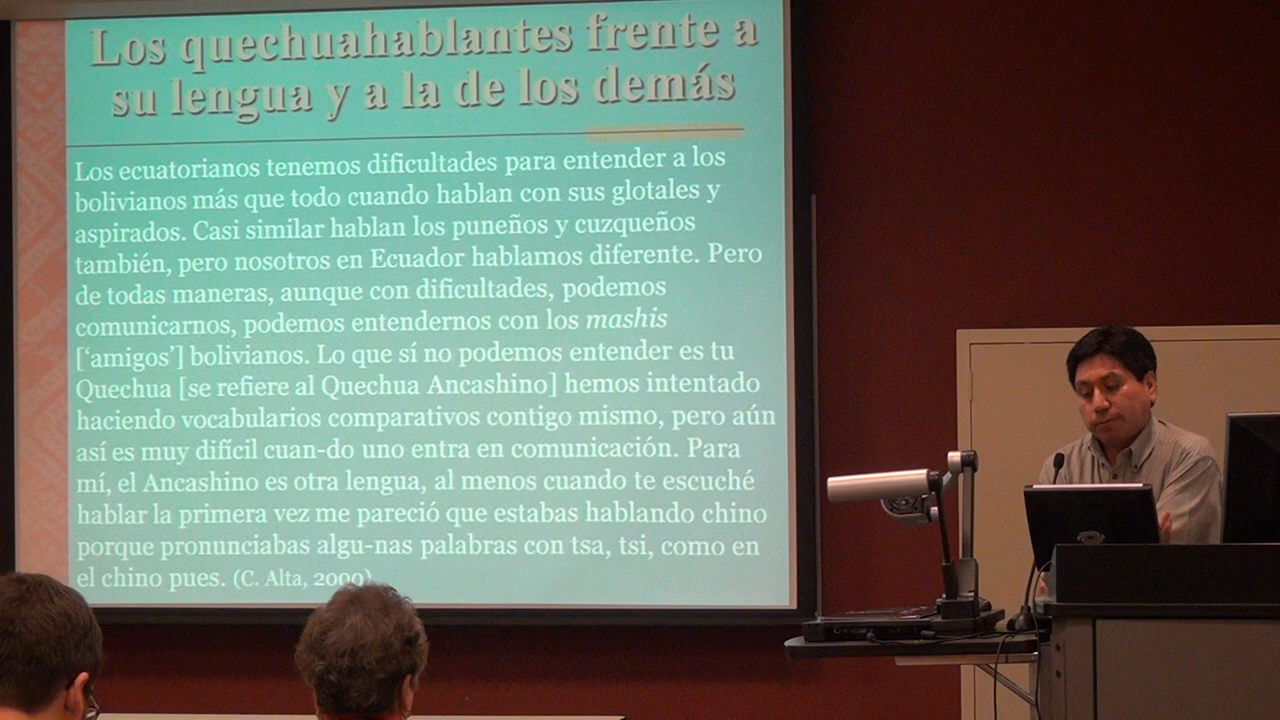 Los quechuahablantes frente a
su lengua y a la de los demás
Los ecuatorianos tenemos dificultades para entender a los
bolivianos más que todo cuando hablan con sus glotales y
aspirados. Casi similar hablan los puneños y cuzqueños
también, pero nosotros en Ecuador hablamos diferente. Pero
de todas maneras, aunque con dificultades, podemos
comunicarnos, podemos entendernos con los mashis
[‘amigos’] bolivianos. Lo que sí no podemos entender es tu
Quechua [se refiere al Quechua Ancashino] hemos intentado
haciendo vocabularios comparativos contigo mismo, pero aún
así es muy difícil cuan-do uno entra en comunicación. Para
mí, el Ancashino es otra lengua, al menos cuando te escuché
hablar la primera vez me pareció que estabas hablando chino
porque pronunciabas algu-nas palabras con tsa, tsi, como en
el chino pues. (C. Alta, 2009)